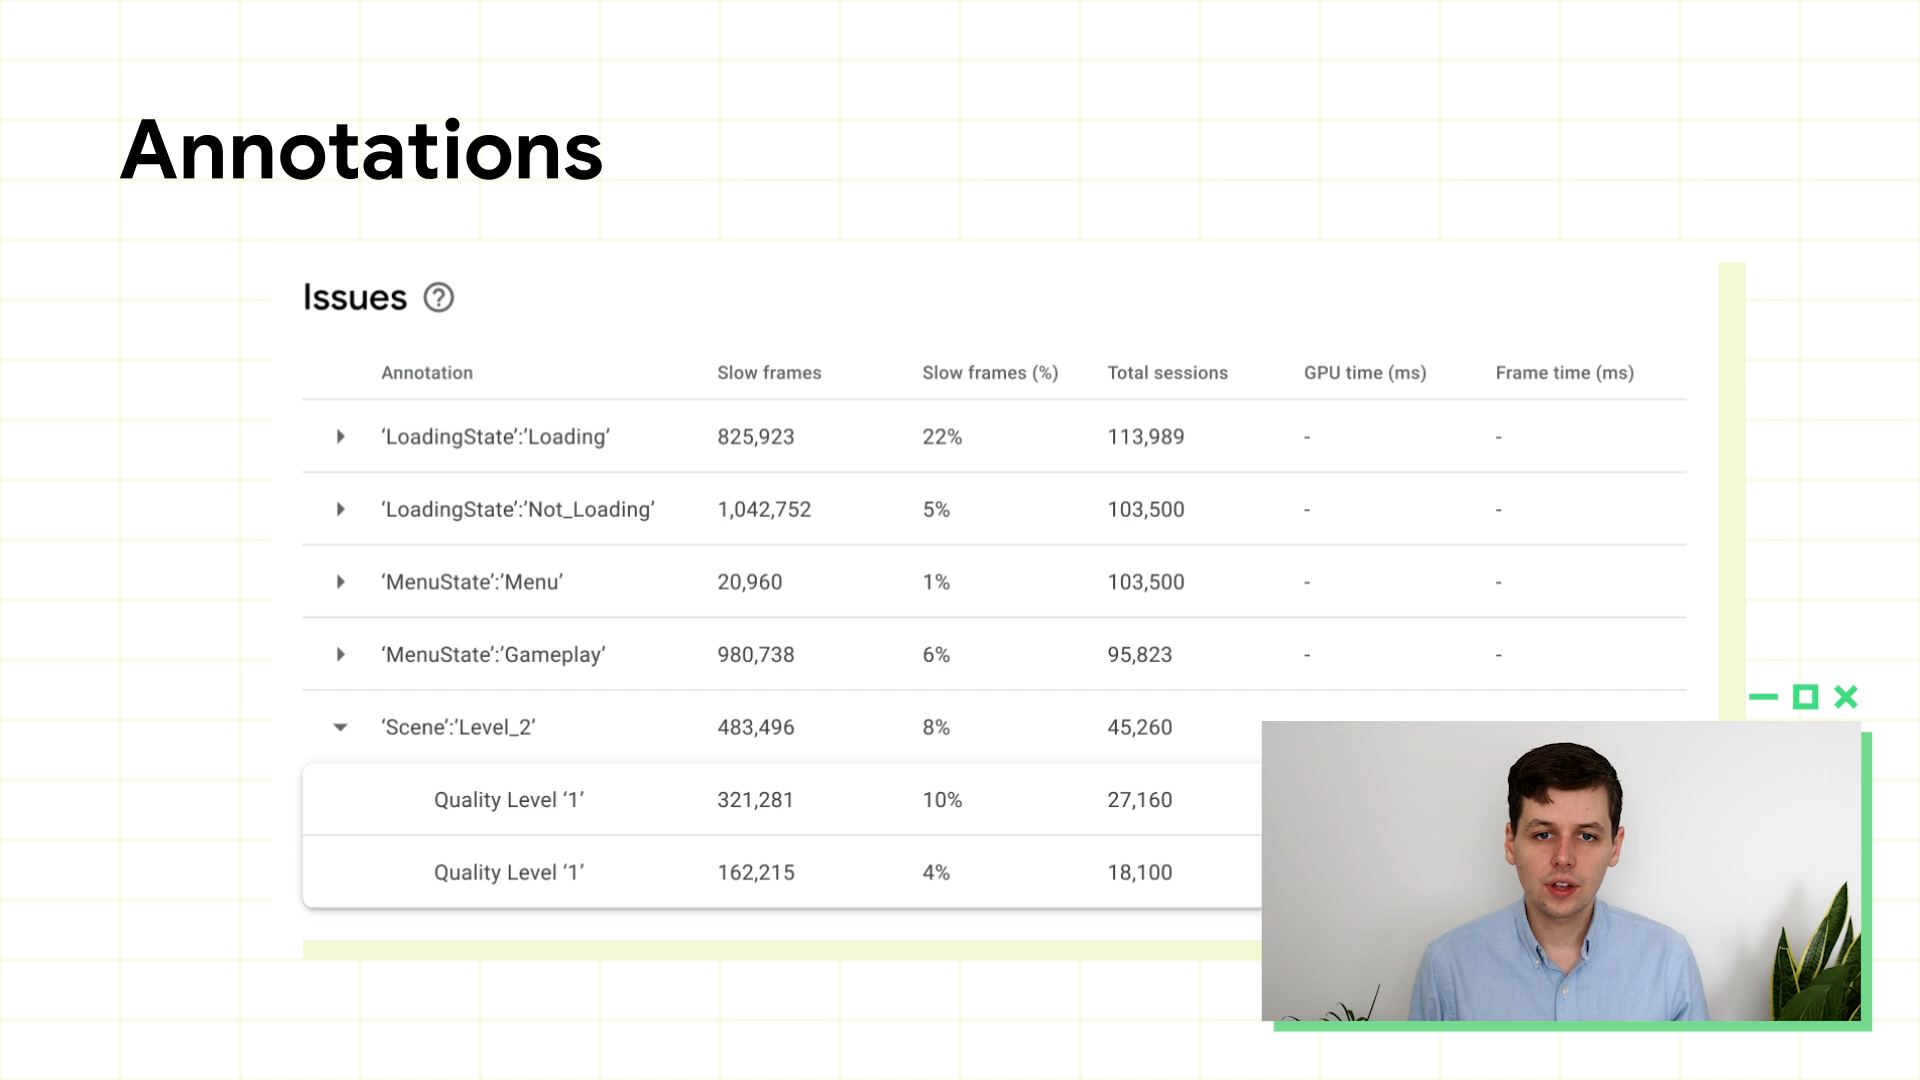 Annotations
Issues ?
Annotation Slow frames Slow frames (%) Total sessions GPU time (ms) Frame time (ms)
‘LoadingState’:’Loading’ 825,923 22% 113,989 - -
‘LoadingState’:’Not_Loading’ 1,042,752 5% 103,500 - -
‘MenuState’:’Menu’ 20,960 1% 103,500 - -
‘MenuState’:’Gameplay’ 980,738 6% 95,823 - -
‘Scene’:’Level_2’ 483,496 8% 45,260
Quality Level ‘1’ 321,281 10% 27,160
Quality Level ‘1’ 162,215 4% 18,100